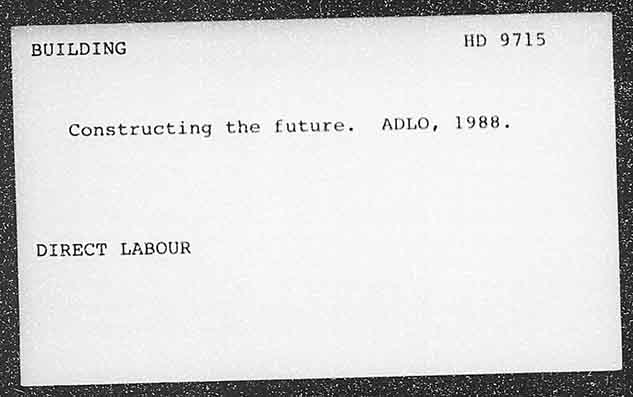 BUILDING HD 9715
Constructing the future. ADLO, 1988.
DIRECT LABOUR